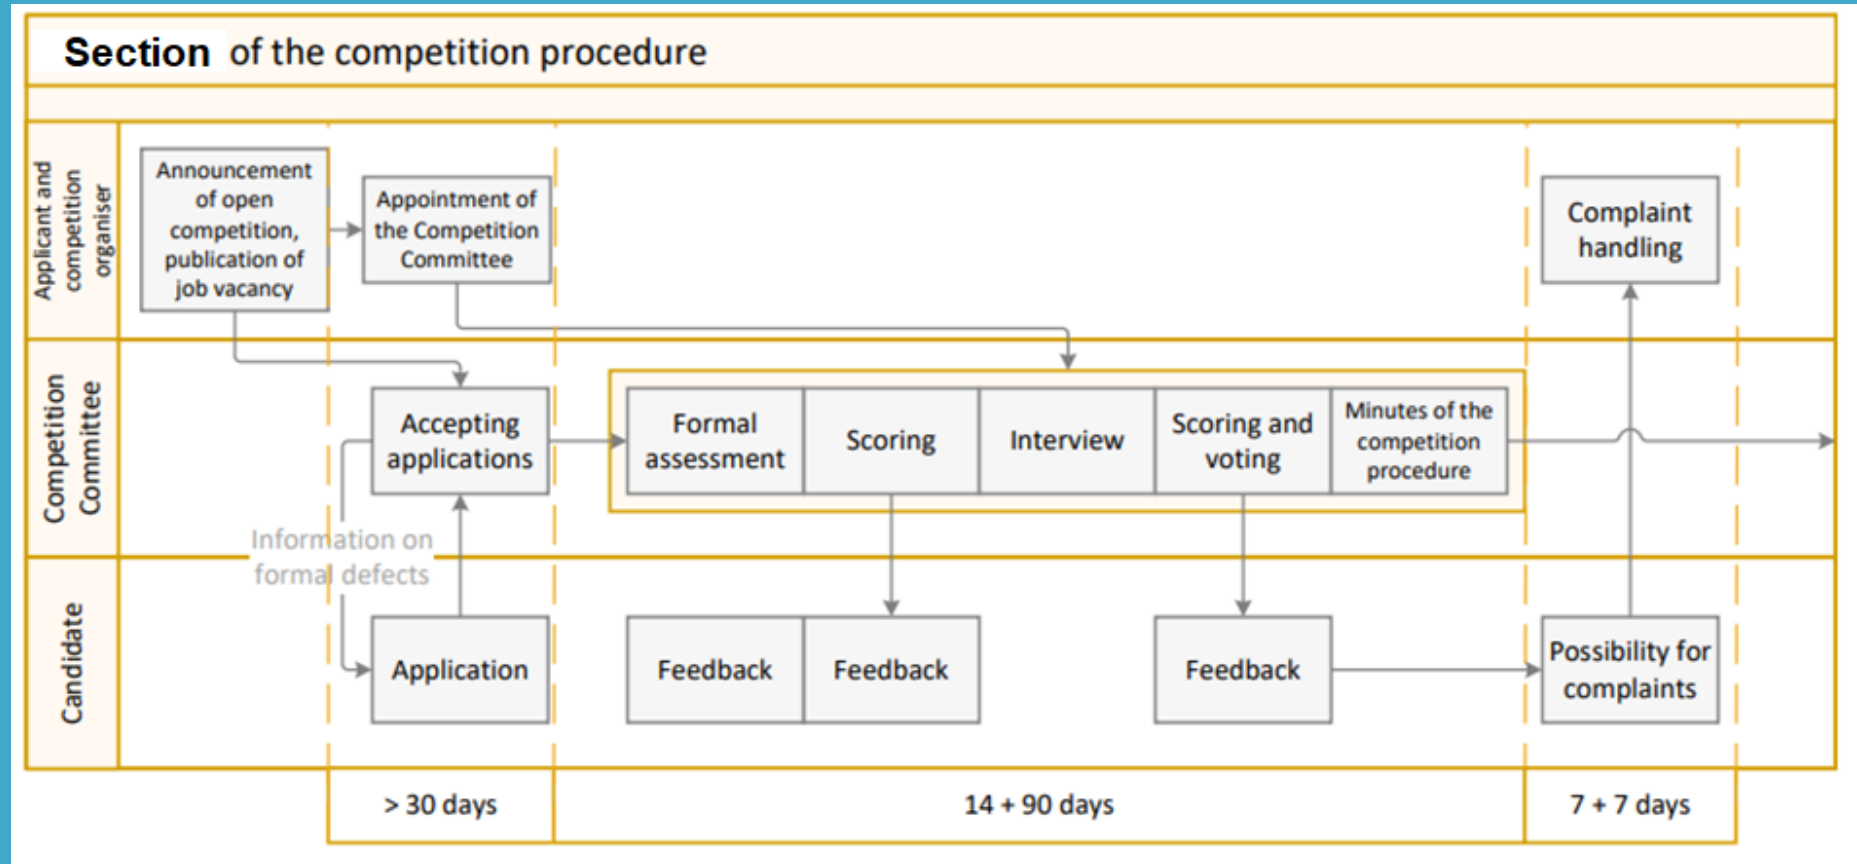 Section of the competition procedure
Applicant and
competition
organiser
Announcement
of open
competition,
publication of
job vacancy
Appointment of
the Competition
Committee
Complaint
handling
Competition
Committee
Accepting
applications
Formal
assessment
Scoring
Interview
Scoring and
voting
Minutes of the
competition
procedure
Information on
formal defects
Candidate
Application
Feedback
Feedback
Feedback
Possibility for
complaints
> 30 days
14 + 90 days
7 + 7 days